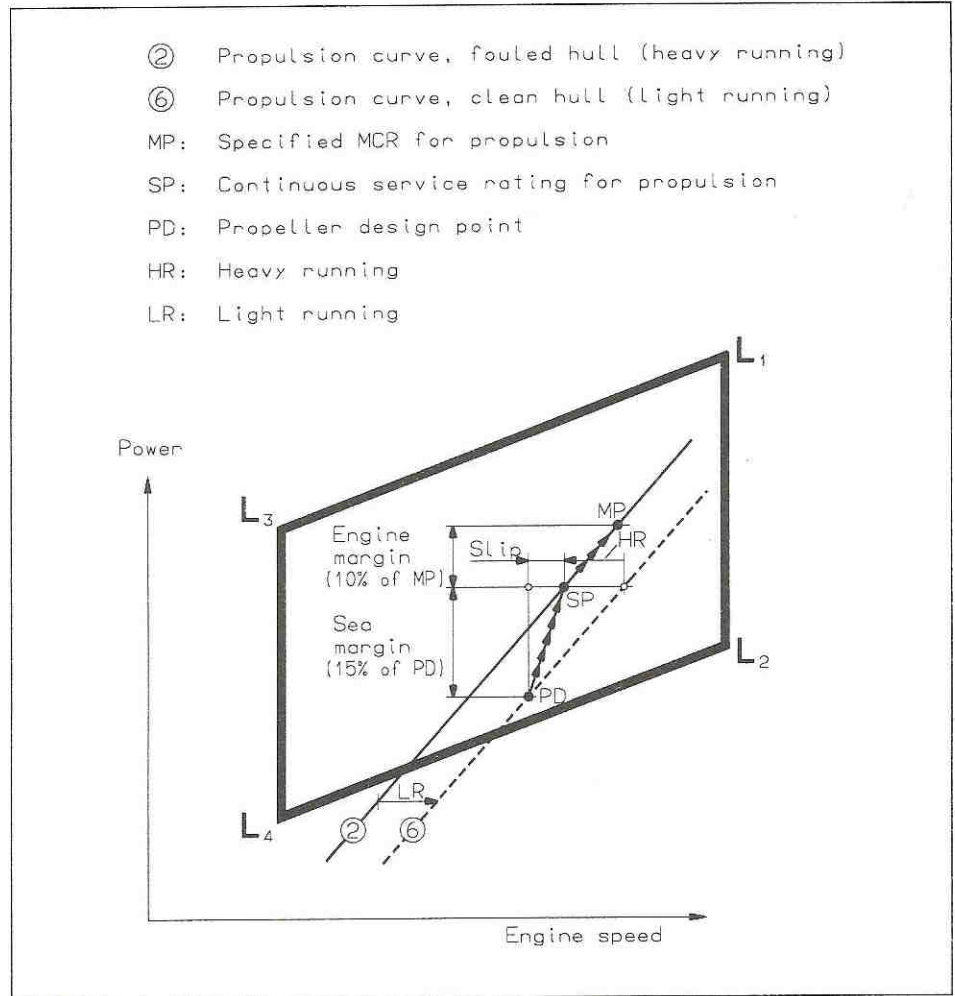 ② Propulsion curve, fouled hull (heavy running)
⑥ Propulsion curve, clean hull (light running)
MP: Specified MCR for propulsion
SP: Continuous service rating for propulsion
PD: Propeller design point
HR: Heavy running
LR: Light running
L1
Power
L3
Engine
margin
(10% of MP)
Slip
MP
HR
SP
Sea
margin
(15% of PD)
L2
PD
LR
L4
②
⑥
Engine speed